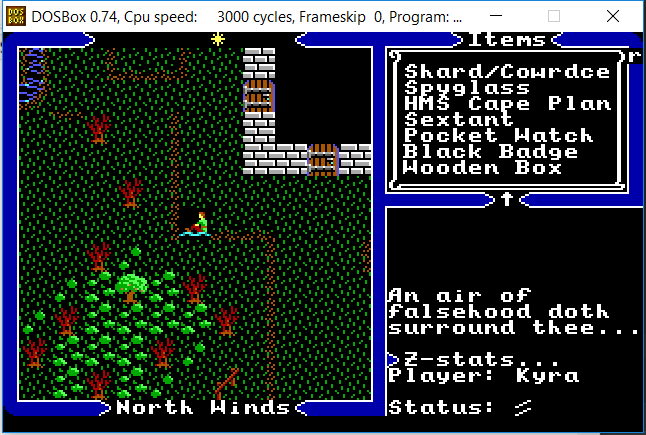 DOSBox 0.74, Cpu speed: 3000 cycles, Frameskip 0, Program: ...
Items
Shard/Cowrdce
Spyglass
HMS Cape Plan
Sextant
Pocket Watch
Black Badge
Wooden Box
An air of
falsehood doth
surround thee...
Z-stats...
Player: Kyra
Status:
North Winds